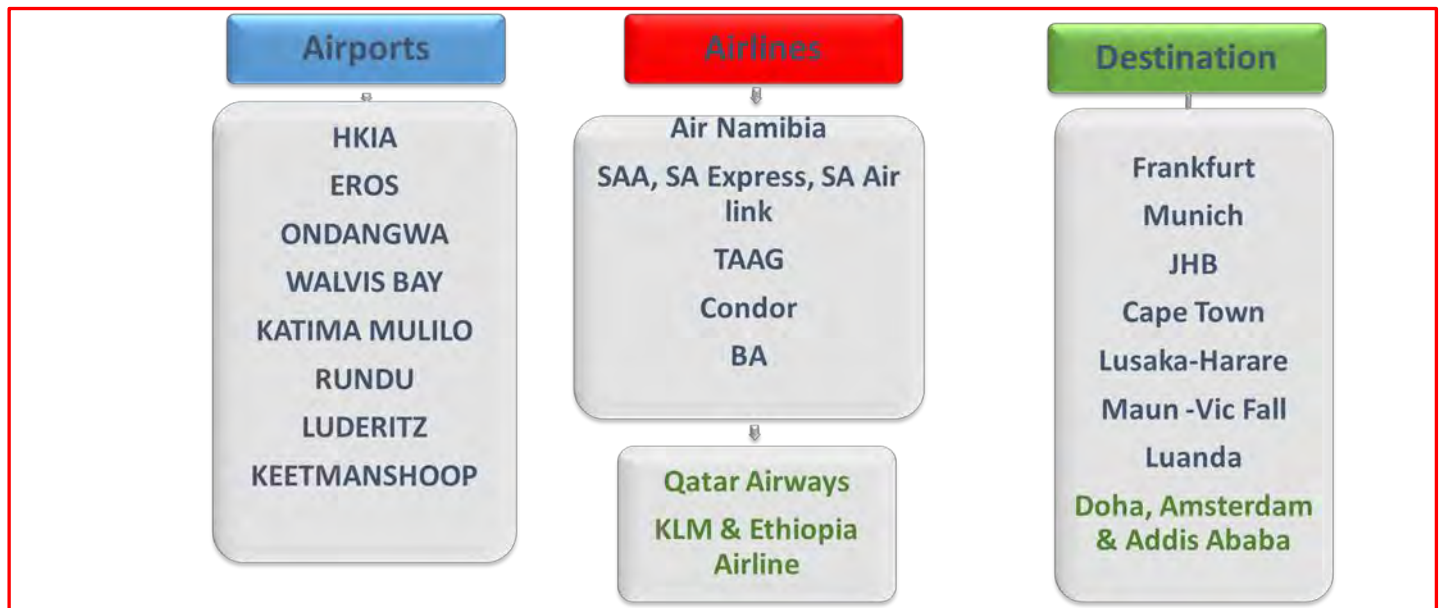 Airports
HKIA
EROS
ONDANGWA
WALVIS BAY
KATIMA MULILO
RUNDU
LUDERITZ
KEETMANSHOOP
Airlines
Air Namibia
SAA, SA Express, SA Air
link
TAAG
Condor
BA
Qatar Airways
KLM & Ethiopia
Airline
Destination
Frankfurt
Munich
JHB
Cape Town
Lusaka-Harare
Maun -Vic Fall
Luanda
Doha, Amsterdam
& Addis Ababa